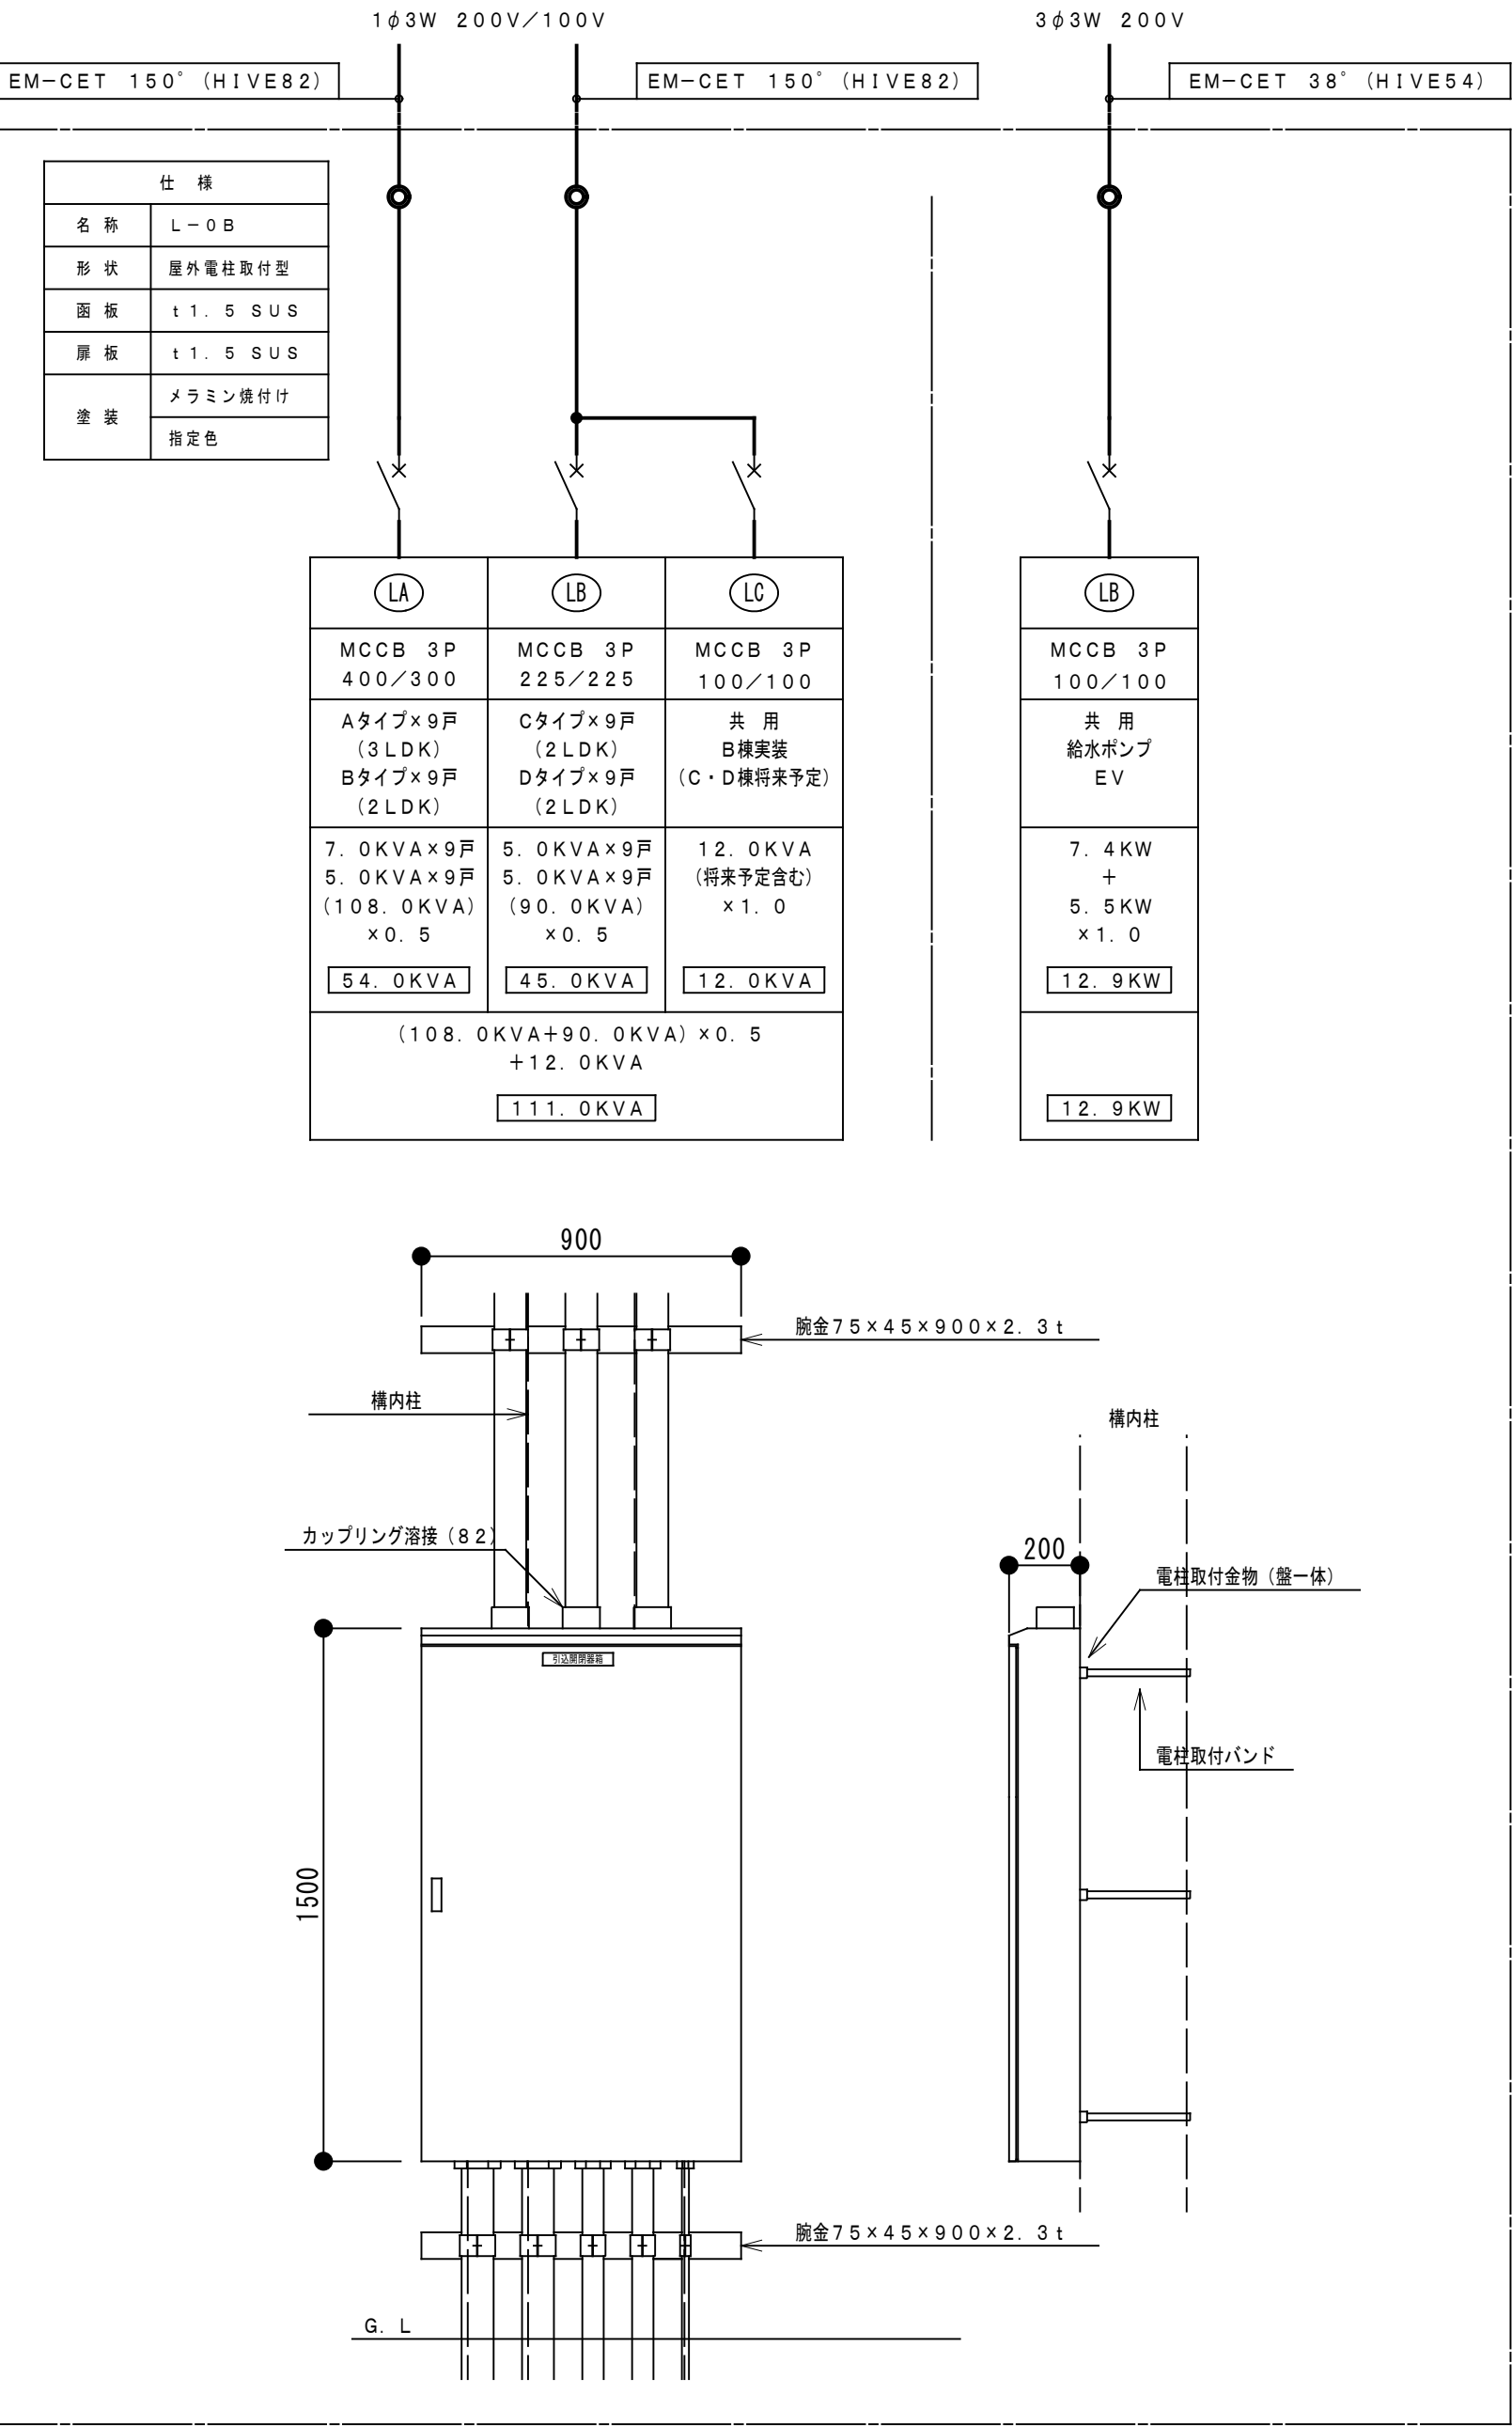 1φ3W 200V/100V
3φ3W 200V
EM-CET 150° (HIVE82)
EM-CET 150° (HIVE82)
EM-CET 38° (HIVE54)
仕 様
名 称 L-OB
形 状 屋外電柱取付型
函 板 t1.5 SUS
扉 板 t1.5 SUS
塗 装 メラミン焼付け
指定色
LA
MCCB 3P
400/300
Aタイプ×9戸
(3LDK)
Bタイプ×9戸
(2LDK)
7.0KVA×9戸
5.0KVA×9戸
(108.0KVA)
×0.5
54.0KVA
LB
MCCB 3P
225/225
Cタイプ×9戸
(2LDK)
Dタイプ×9戸
(2LDK)
5.0KVA×9戸
5.0KVA×9戸
(90.0KVA)
×0.5
45.0KVA
LC
MCCB 3P
100/100
共 用
B棟実装
(C・D棟将来予定)
12.0KVA
(将来予定含む)
×1.0
12.0KVA
(108.0KVA+90.0KVA)×0.5
+12.0KVA
111.0KVA
LB
MCCB 3P
100/100
共 用
給水ポンプ
EV
7.4KW
+
5.5KW
×1.0
12.9KW
12.9KW
900
腕金75×45×900×2.3t
構内柱
カップリング溶接(82)
引込開閉器箱
1500
腕金75×45×900×2.3t
G.L
構内柱
200
電柱取付金物(盤一体)
電柱取付バンド